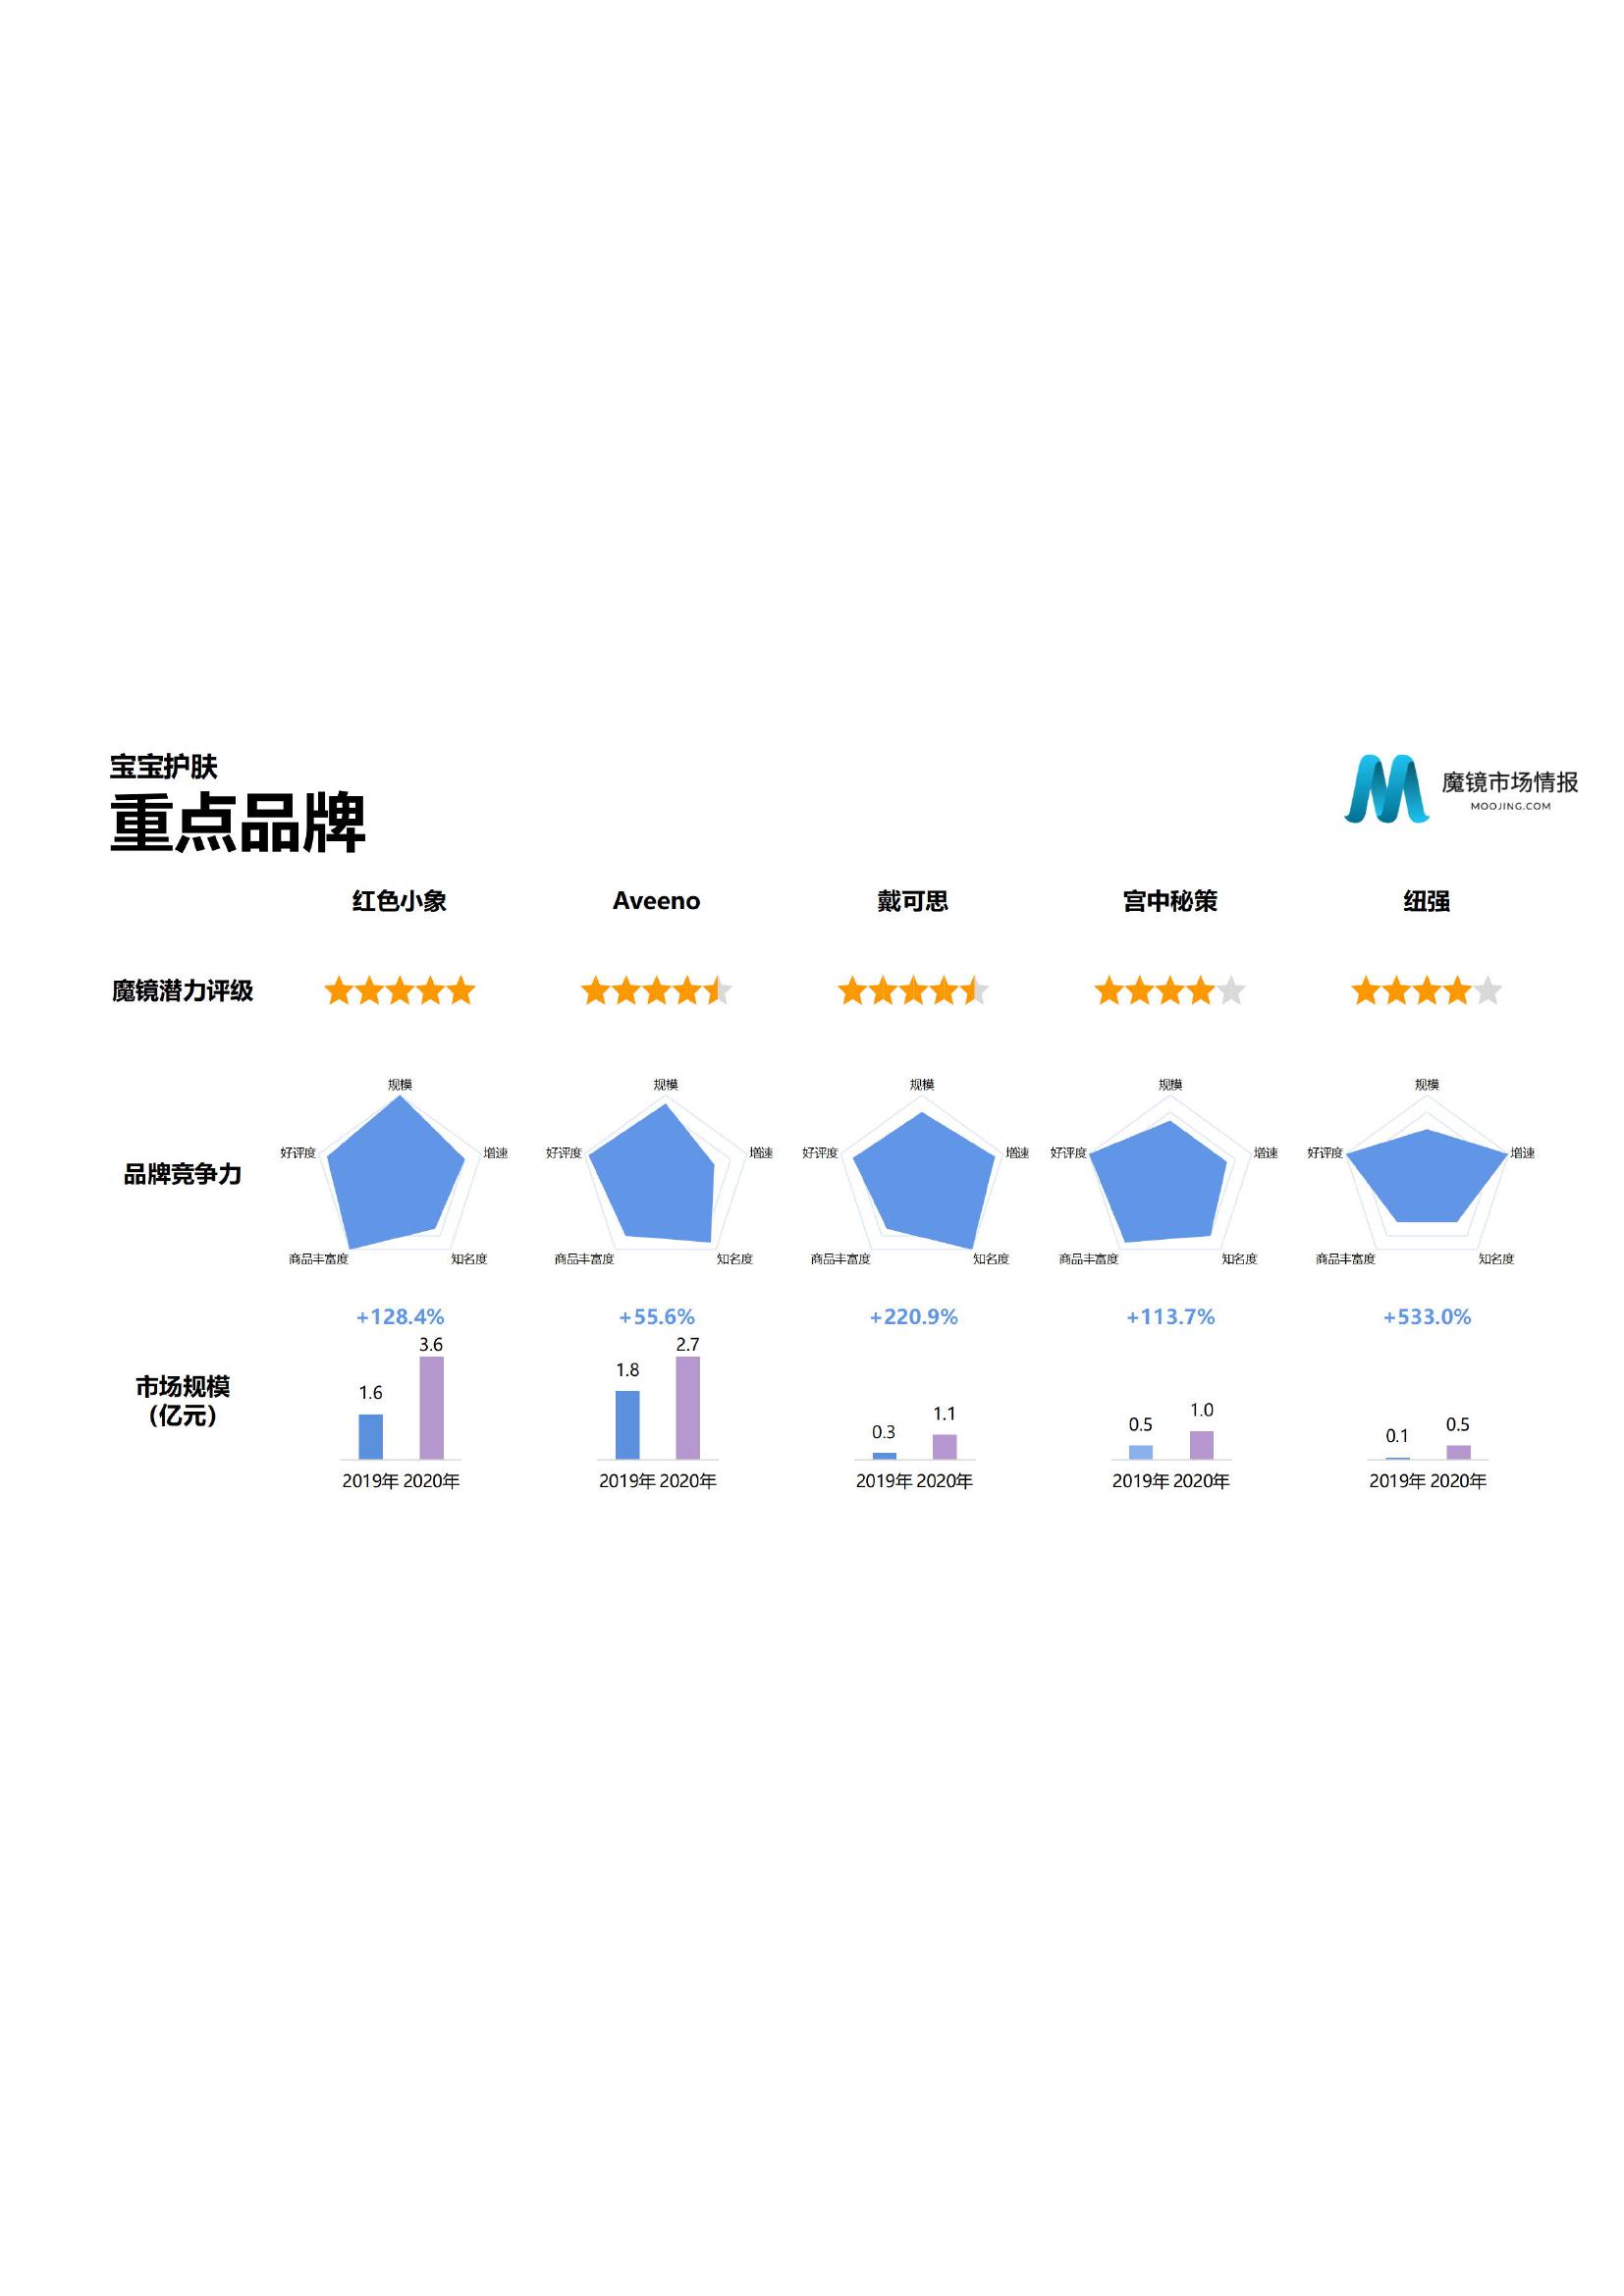 宝宝护肤
重点品牌
魔镜市场情报
MOOJING.COM
红色小象 Aveeno 戴可思 宫中秘策 纽强
魔镜潜力评级
品牌竞争力
规模 增速 知名度 商品丰富度 好评度
规模 增速 知名度 商品丰富度 好评度
规模 增速 知名度 商品丰富度 好评度
规模 增速 知名度 商品丰富度 好评度
规模 增速 知名度 商品丰富度 好评度
市场规模
（亿元）
+128.4% +55.6% +220.9% +113.7% +533.0%
1.6 3.6 1.8 2.7 0.3 1.1 0.5 1.0 0.1 0.5
2019年 2020年 2019年 2020年 2019年 2020年 2019年 2020年 2019年 2020年